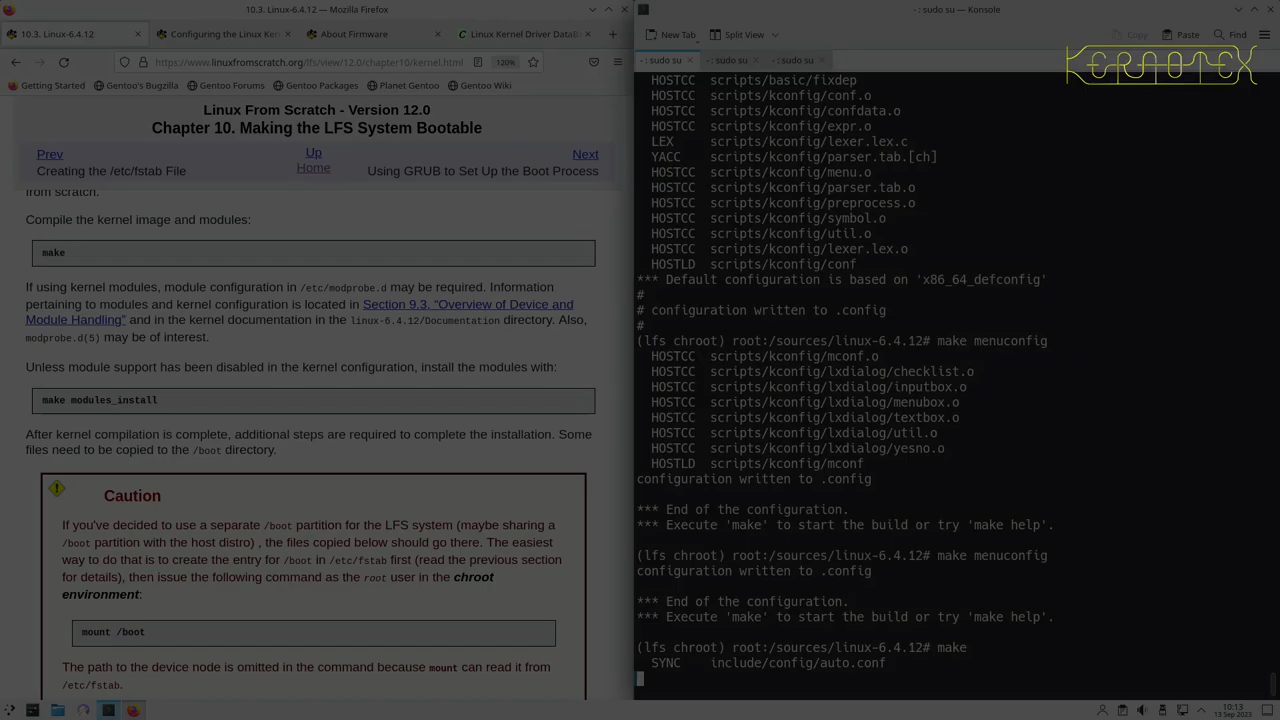 10.3. Linux-6.4.12 — Mozilla Firefox
10.3. Linux-6.4.12
Configuring the Linux Kern
About Firmware
Linux Kernel Driver DataBa
https://www.linuxfromscratch.org/lfs/view/12.0/chapter
nel.html
120%
Getting Started
Gentoo's Bugzilla
Gentoo Forums
Gentoo Packages
Planet Gentoo
Gentoo Wiki
Linux From Scratch - Version 12.0
Chapter 10. Making the LFS System Bootable
Prev
Up
Next
Creating the /etc/fstab File
Home
Using GRUB to Set Up the Boot Process
from scratch.
Compile the kernel image and modules:
make
If using kernel modules, module configuration in /etc/modprobe.d may be required. Information
pertaining to modules and kernel configuration is located in Section 9.3, “Overview of Device and
Module Handling” and in the kernel documentation in the linux-6.4.12/Documentation directory. Also,
modprobe.d(5) may be of interest.
Unless module support has been disabled in the kernel configuration, install the modules with:
make modules_install
After kernel compilation is complete, additional steps are required to complete the installation. Some
files need to be copied to the /boot directory.
Caution
If you've decided to use a separate /boot partition for the LFS system (maybe sharing a
/boot partition with the host distro) , the files copied below should go there. The easiest
way to do that is to create the entry for /boot in /etc/fstab first (read the previous section
for details), then issue the following command as the root user in the chroot
environment:
mount /boot
The path to the device node is omitted in the command because mount can read it from
/etc/fstab.
- : sudo su — Konsole
New Tab
Split View
Copy
Paste
Find
- : sudo su
- : sudo su
- : sudo su
KERNOTEX
HOSTCC  scripts/basic/fixdep
HOSTCC  scripts/kconfig/conf.o
HOSTCC  scripts/kconfig/confdata.o
HOSTCC  scripts/kconfig/expr.o
LEX     scripts/kconfig/lexer.lex.c
YACC    scripts/kconfig/parser.tab.[ch]
HOSTCC  scripts/kconfig/menu.o
HOSTCC  scripts/kconfig/parser.tab.o
HOSTCC  scripts/kconfig/preprocess.o
HOSTCC  scripts/kconfig/symbol.o
HOSTCC  scripts/kconfig/util.o
HOSTCC  scripts/kconfig/lexer.lex.o
HOSTLD  scripts/kconfig/conf
*** Default configuration is based on 'x86_64_defconfig'
#
# configuration written to .config
#
(lfs chroot) root:/sources/linux-6.4.12# make menuconfig
HOSTCC  scripts/kconfig/mconf.o
HOSTCC  scripts/kconfig/lxdialog/checklist.o
HOSTCC  scripts/kconfig/lxdialog/inputbox.o
HOSTCC  scripts/kconfig/lxdialog/menubox.o
HOSTCC  scripts/kconfig/lxdialog/textbox.o
HOSTCC  scripts/kconfig/lxdialog/util.o
HOSTCC  scripts/kconfig/lxdialog/yesno.o
HOSTLD  scripts/kconfig/mconf
configuration written to .config
*** End of the configuration.
*** Execute 'make' to start the build or try 'make help'.
(lfs chroot) root:/sources/linux-6.4.12# make menuconfig
configuration written to .config
*** End of the configuration.
*** Execute 'make' to start the build or try 'make help'.
(lfs chroot) root:/sources/linux-6.4.12# make
SYNC    include/config/auto.conf
10:13
13 Sep 2023